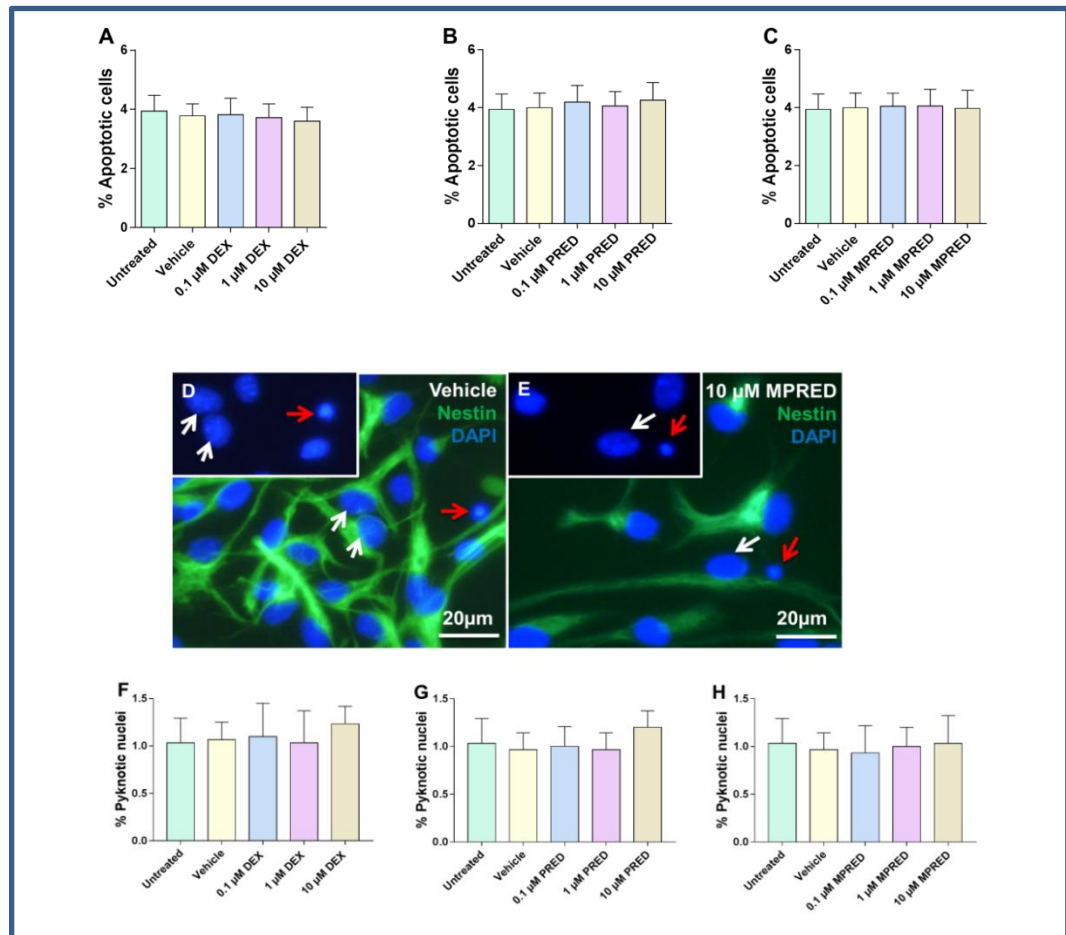 A
% Apoptotic cells
6
4
2
0
Untreated
Vehicle
0.1 µM DEX
1 µM DEX
10 µM DEX
B
% Apoptotic cells
6
4
2
0
Untreated
Vehicle
0.1 µM PRED
1 µM PRED
10 µM PRED
C
% Apoptotic cells
6
4
2
0
Untreated
Vehicle
0.1 µM MPRED
1 µM MPRED
10 µM MPRED
D
Vehicle
Nestin
DAPI
20µm
E
10 µM MPRED
Nestin
DAPI
20µm
F
% Pyknotic nuclei
1.5
1.0
0.5
0.0
Untreated
Vehicle
0.1 µM DEX
1 µM DEX
10 µM DEX
G
% Pyknotic nuclei
1.5
1.0
0.5
0.0
Untreated
Vehicle
0.1 µM PRED
1 µM PRED
10 µM PRED
H
% Pyknotic nuclei
1.5
1.0
0.5
0.0
Untreated
Vehicle
0.1 µM MPRED
1 µM MPRED
10 µM MPRED